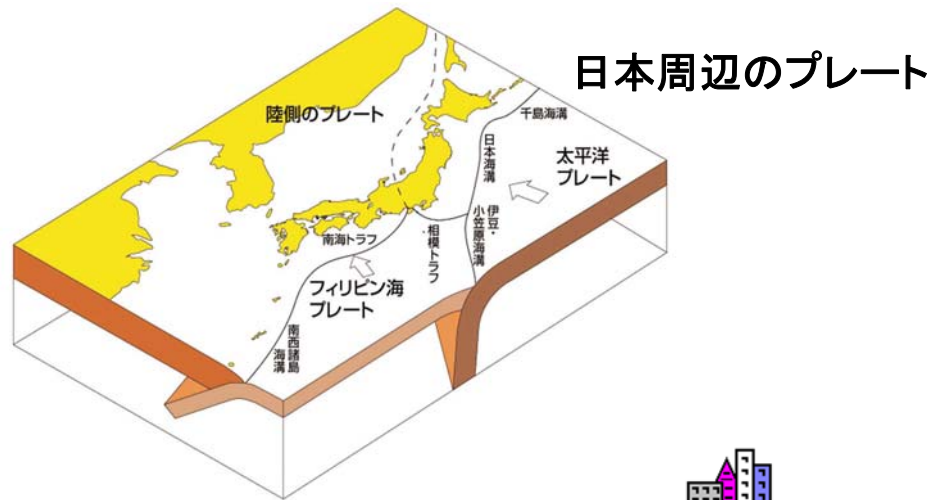 日本周辺のプレート
陸側のプレート
千島海溝
日本海溝
太平洋
プレート
伊豆・
小笠原海溝
相模トラフ
南海トラフ
フィリピン海
プレート
南西諸島
海溝